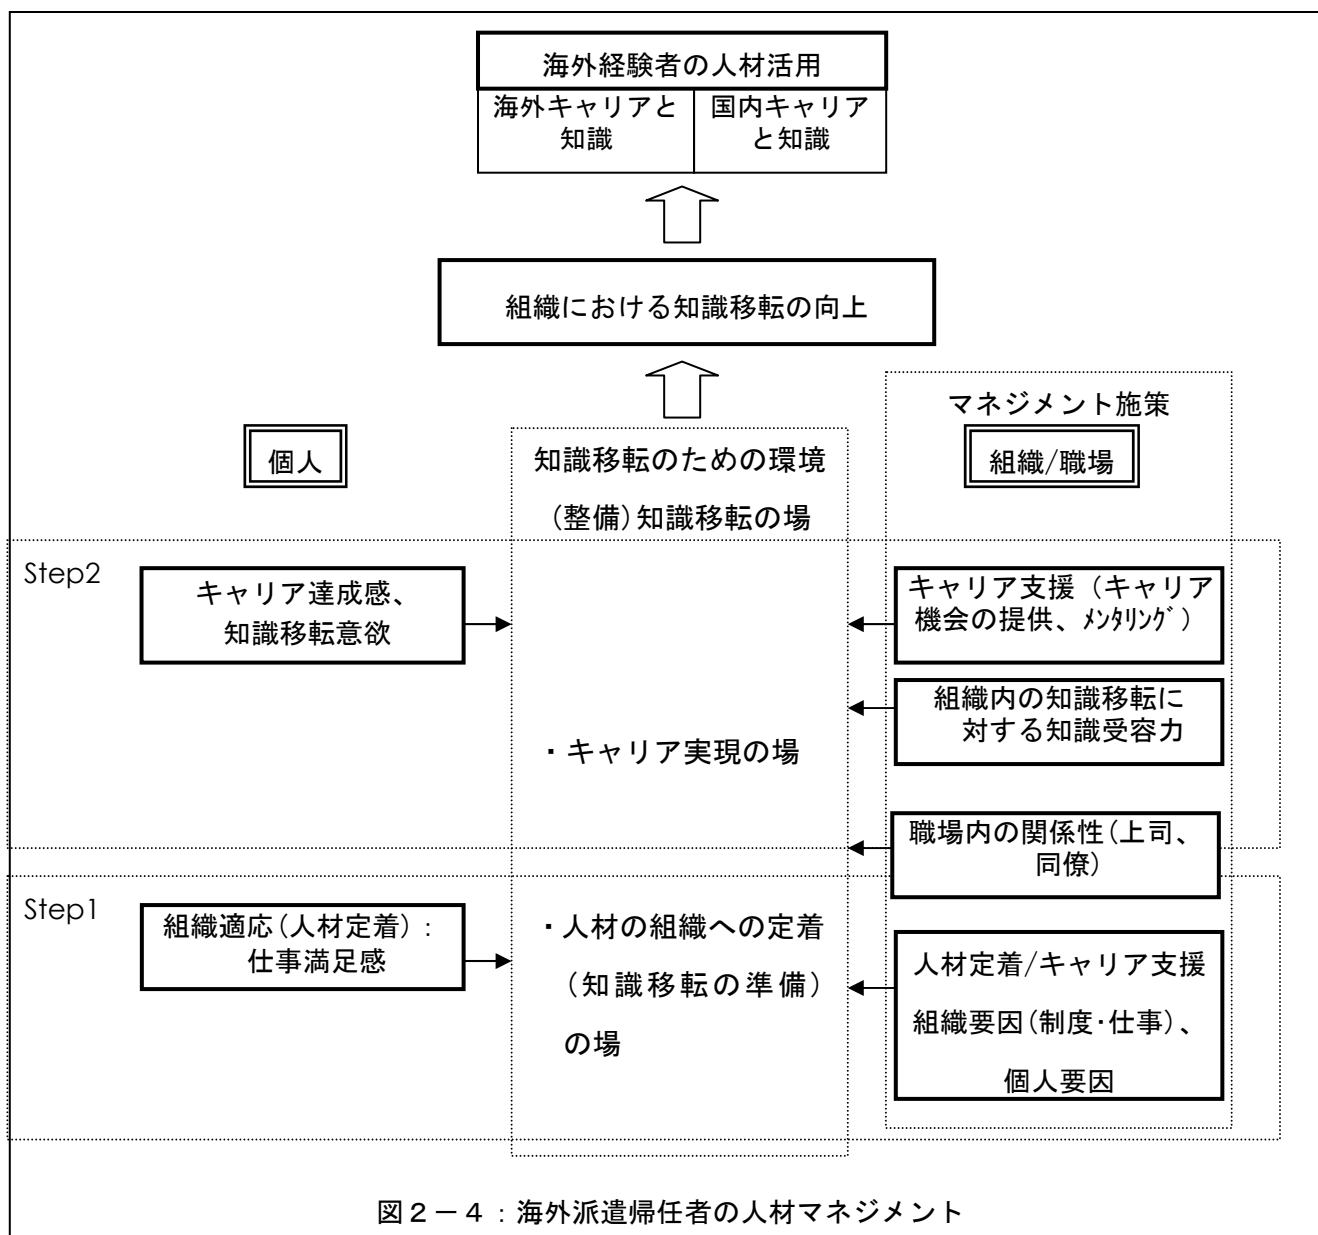 海外経験者の人材活用
海外キャリアと
知識
国内キャリア
と知識
組織における知識移転の向上
マネジメント施策
個人
知識移転のための環境
(整備)知識移転の場
組織/職場
Step2
キャリア達成感、
知識移転意欲
キャリア支援（キャリア
機会の提供、ﾒﾝﾀﾘﾝｸﾞ）
組織内の知識移転に
対する知識受容力
・キャリア実現の場
職場内の関係性(上司、
同僚)
Step1
組織適応(人材定着)：
仕事満足感
・人材の組織への定着
(知識移転の準備)
の場
人材定着/キャリア支援
組織要因(制度･仕事)、
個人要因
図２－４：海外派遣帰任者の人材マネジメント